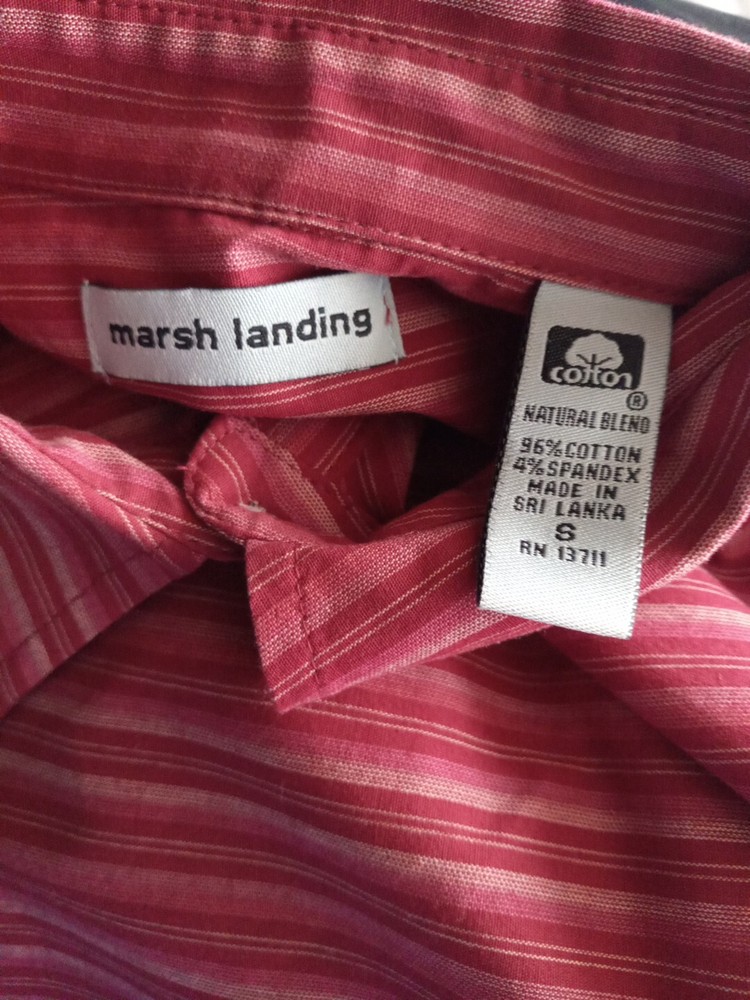 marsh landing
cotton
®
NATURAL BLEND
96% COTTON
4% SPANDEX
MADE IN
SRI LANKA
S
RN 13711